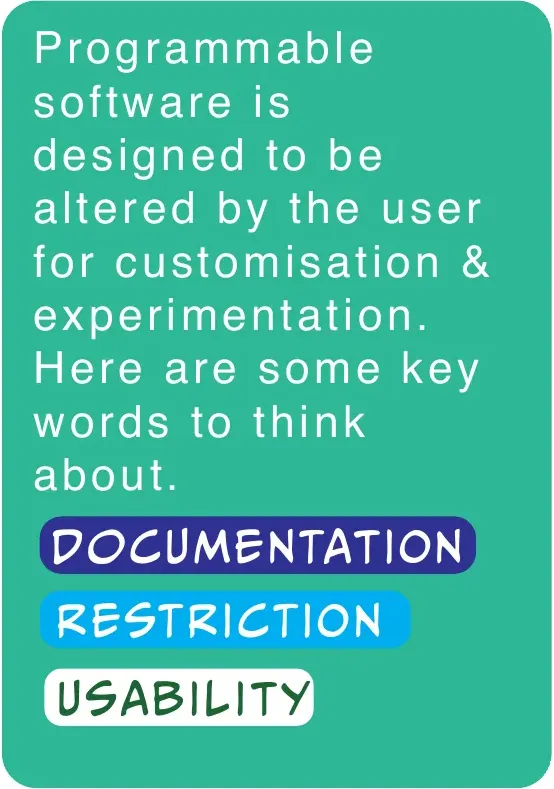 Programmable
software is
designed to be
altered by the user
for customisation &
experimentation.
Here are some key
words to think
about.
DOCUMENTATION
RESTRICTION
USABILITY